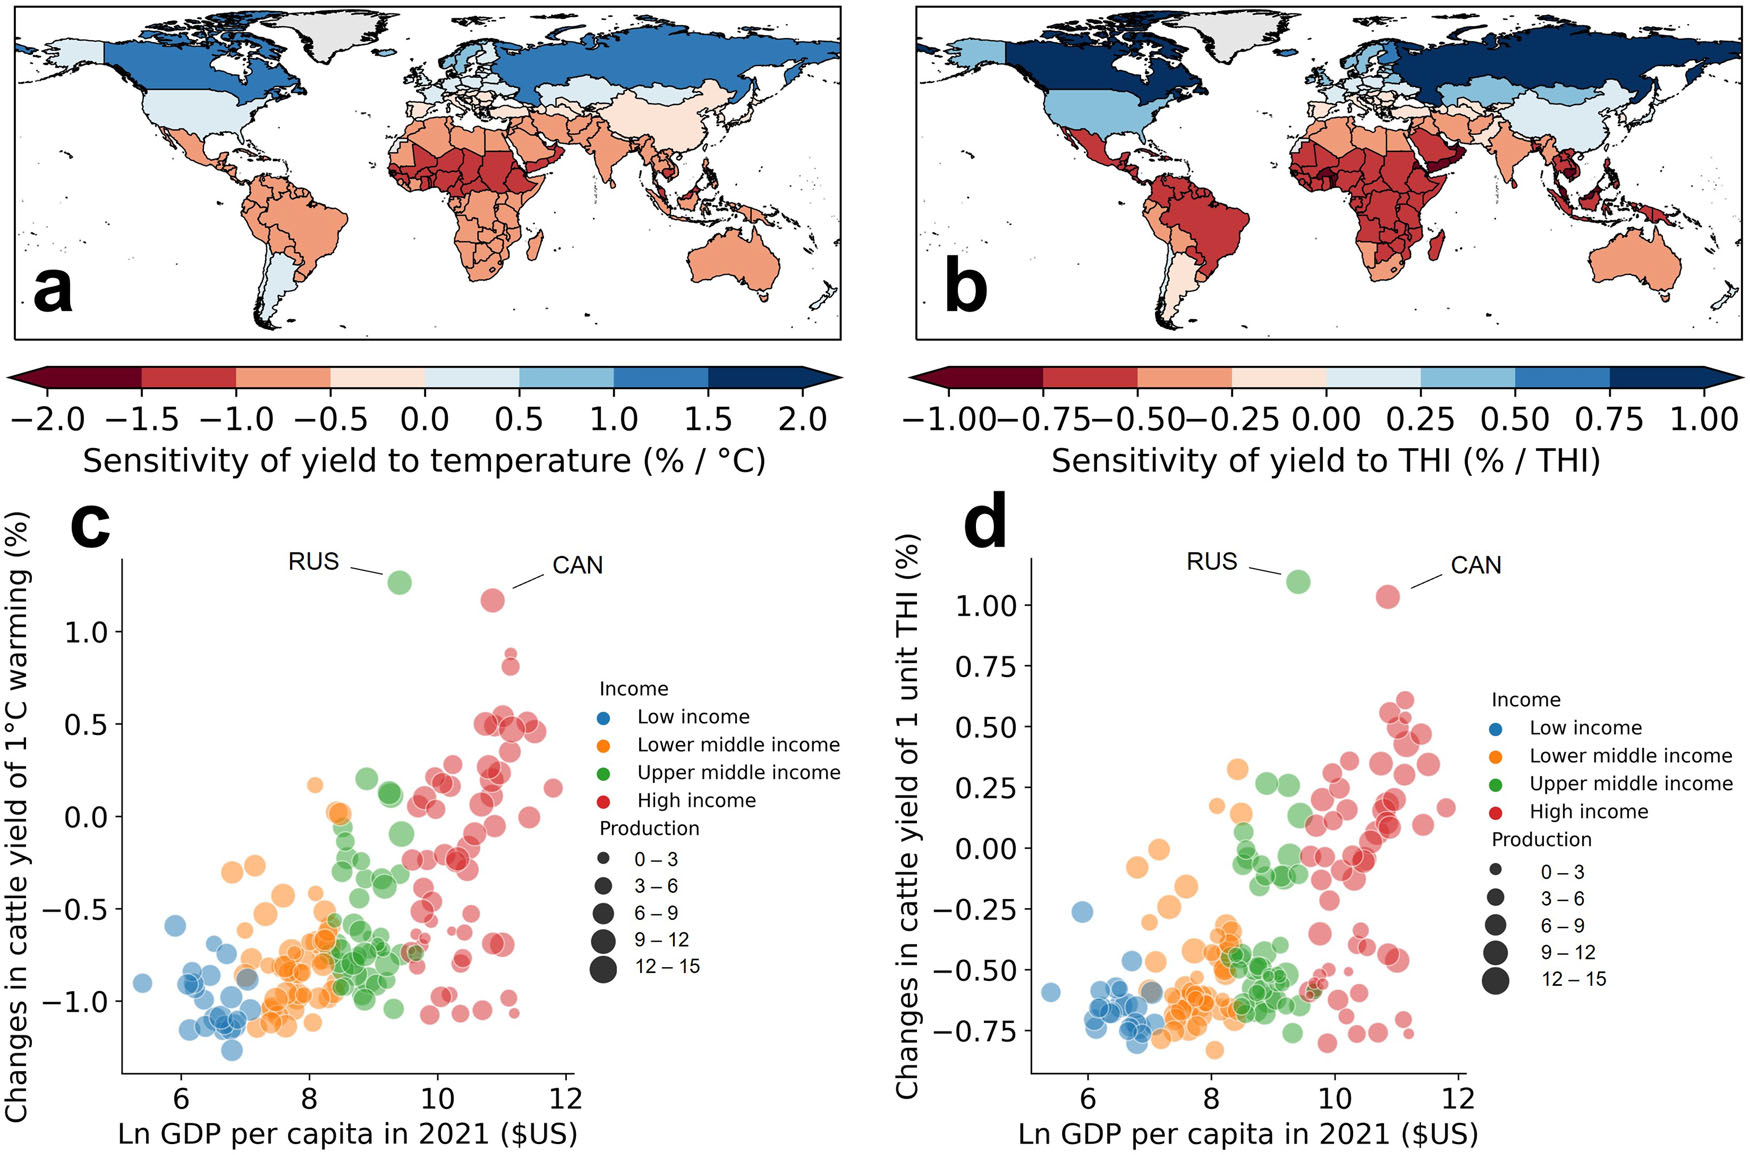 a
b
−2.0 −1.5 −1.0 −0.5 0.0 0.5 1.0 1.5 2.0
Sensitivity of yield to temperature (% / °C)
−1.00 −0.75 −0.50 −0.25 0.00 0.25 0.50 0.75 1.00
Sensitivity of yield to THI (% / THI)
c
Changes in cattle yield of 1°C warming (%)
RUS
CAN
1.0
0.5
0.0
−0.5
−1.0
6 8 10 12
Ln GDP per capita in 2021 ($US)
Income
Low income
Lower middle income
Upper middle income
High income
Production
0 – 3
3 – 6
6 – 9
9 – 12
12 – 15
d
Changes in cattle yield of 1 unit THI (%)
RUS
CAN
1.00
0.75
0.50
0.25
0.00
−0.25
−0.50
−0.75
6 8 10 12
Ln GDP per capita in 2021 ($US)
Income
Low income
Lower middle income
Upper middle income
High income
Production
0 – 3
3 – 6
6 – 9
9 – 12
12 – 15